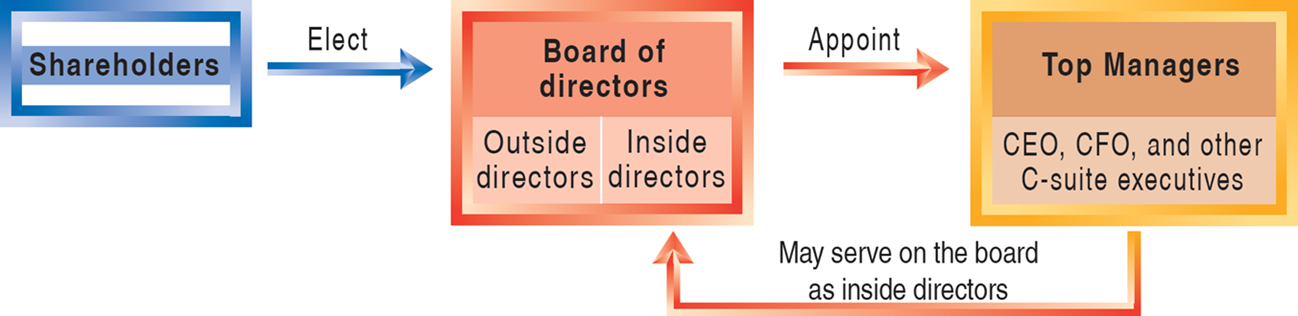 Shareholders
Elect
Board of
directors
Outside
directors
Inside
directors
Appoint
Top Managers
CEO, CFO, and other
C-suite executives
May serve on the board
as inside directors